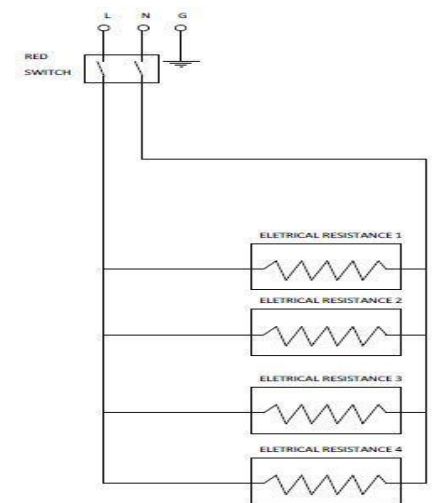 L N G
RED
SWITCH
ELETRICAL RESISTANCE 1
ELETRICAL RESISTANCE 2
ELETRICAL RESISTANCE 3
ELETRICAL RESISTANCE 4